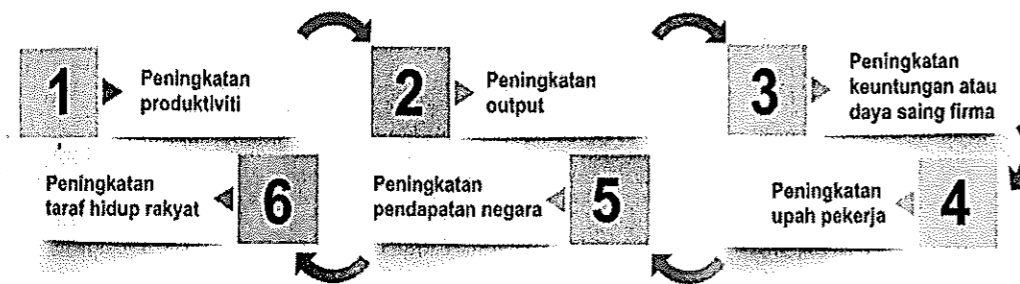 1
Peningkatan
produktiviti
2
Peningkatan
output
3
Peningkatan
keuntungan atau
daya saing firma
4
Peningkatan
upah pekerja
5
Peningkatan
pendapatan negara
6
Peningkatan
taraf hidup rakyat